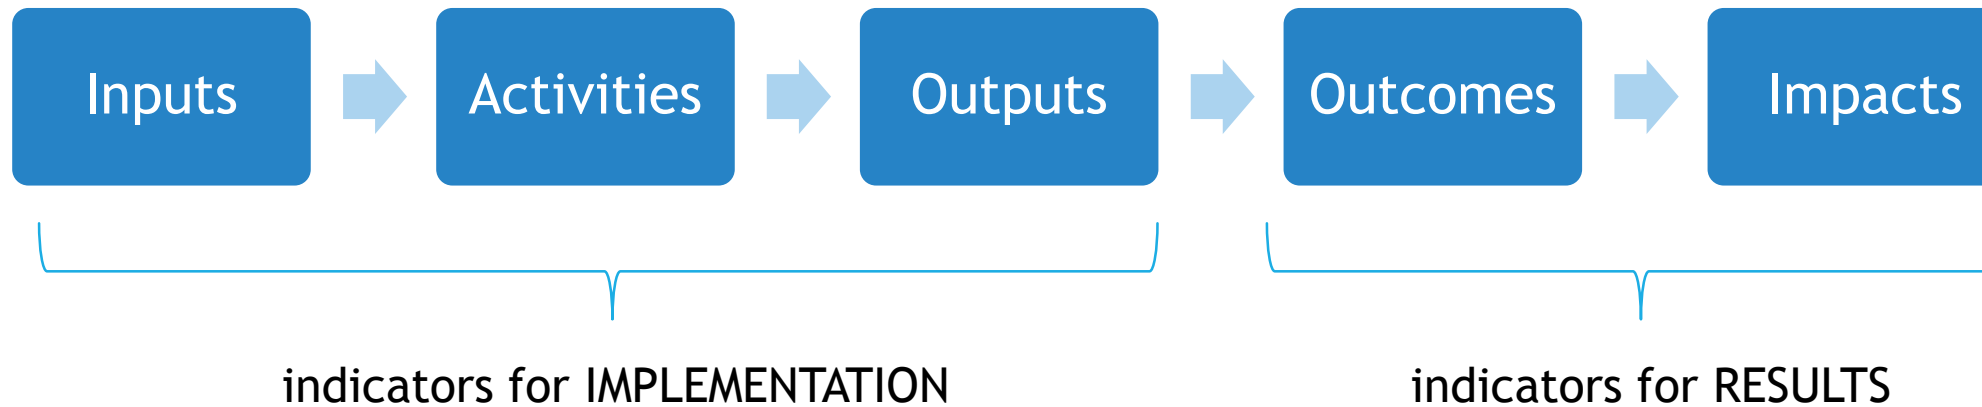 Inputs
Activities
Outputs
Outcomes
Impacts
indicators for IMPLEMENTATION
indicators for RESULTS